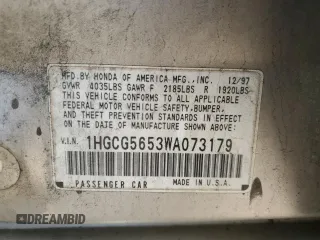 MFD.BY HONDA OF AMERICA MFG.,INC. 12/97
GVWR 4035LBS GAWR F 2185LBS R 1920LBS
THIS VEHICLE CONFORMS TO ALL APPLICABLE
FEDERAL MOTOR VEHICLE SAFETY,BUMPER,
AND THEFT PREVENTION STANDARDS IN EFFECT
ON THE DATE OF MANUFACTURE SHOWN ABOVE.
V.I.N. 1HGCG5653WA073179
PASSENGER CAR MADE IN U.S.A.
DREAMBID